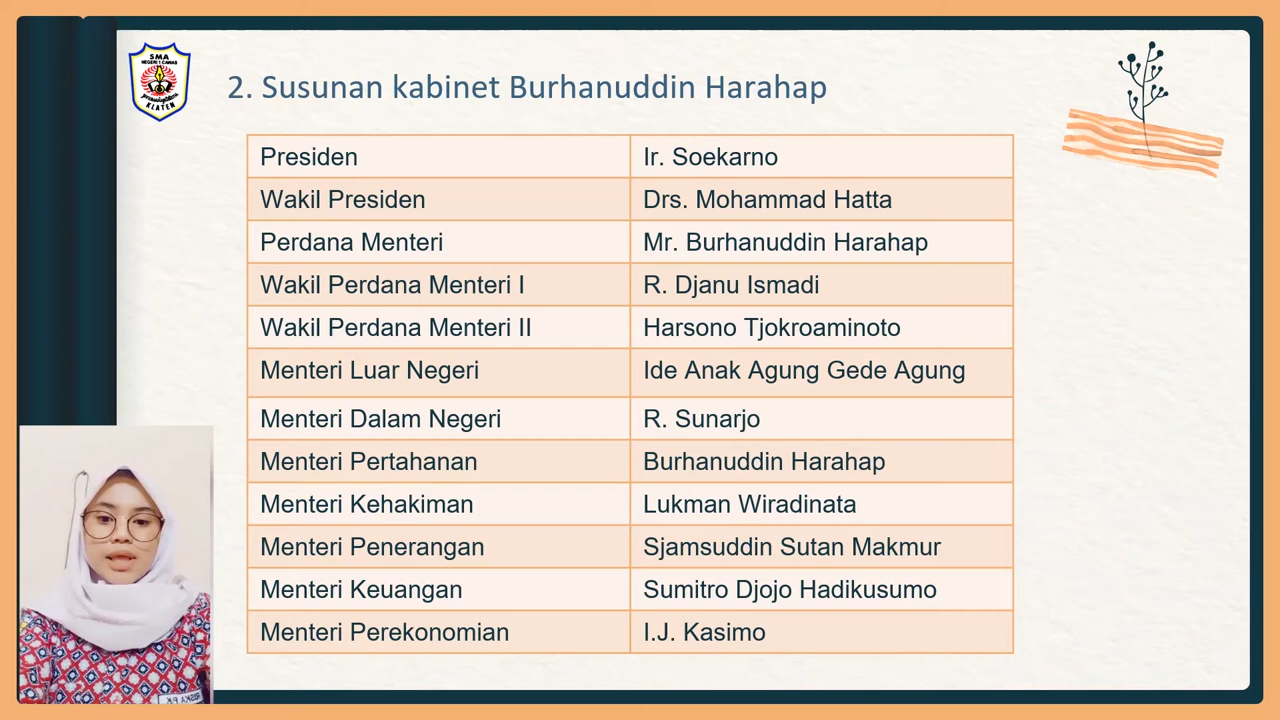 SMA
NEGERI 1 CAWAS
KLATEN
2. Susunan kabinet Burhanuddin Harahap
Presiden Ir. Soekarno
Wakil Presiden Drs. Mohammad Hatta
Perdana Menteri Mr. Burhanuddin Harahap
Wakil Perdana Menteri I R. Djanu Ismadi
Wakil Perdana Menteri II Harsono Tjokroaminoto
Menteri Luar Negeri Ide Anak Agung Gede Agung
Menteri Dalam Negeri R. Sunarjo
Menteri Pertahanan Burhanuddin Harahap
Menteri Kehakiman Lukman Wiradinata
Menteri Penerangan Sjamsuddin Sutan Makmur
Menteri Keuangan Sumitro Djojo Hadikusumo
Menteri Perekonomian I.J. Kasimo